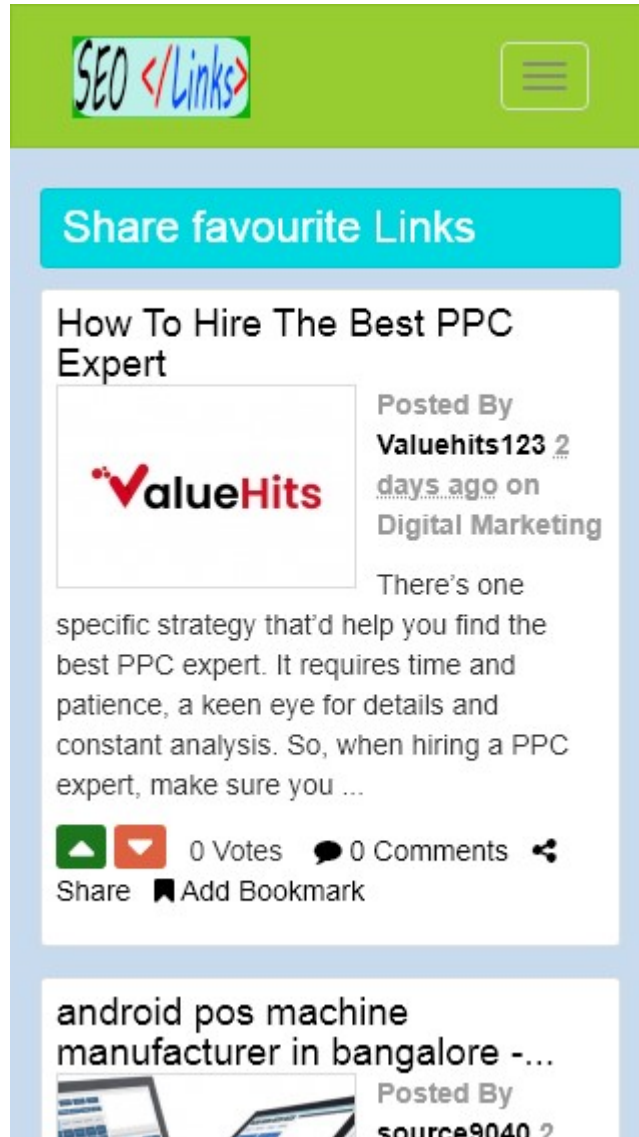 SEO </Links>
Share favourite Links
How To Hire The Best PPC
Expert
ValueHits
Posted By
Valuehits123 2
days ago on
Digital Marketing
There’s one
specific strategy that’d help you find the
best PPC expert. It requires time and
patience, a keen eye for details and
constant analysis. So, when hiring a PPC
expert, make sure you ...
0 Votes 0 Comments
Share Add Bookmark
android pos machine
manufacturer in bangalore -...
Posted By
source9040 2